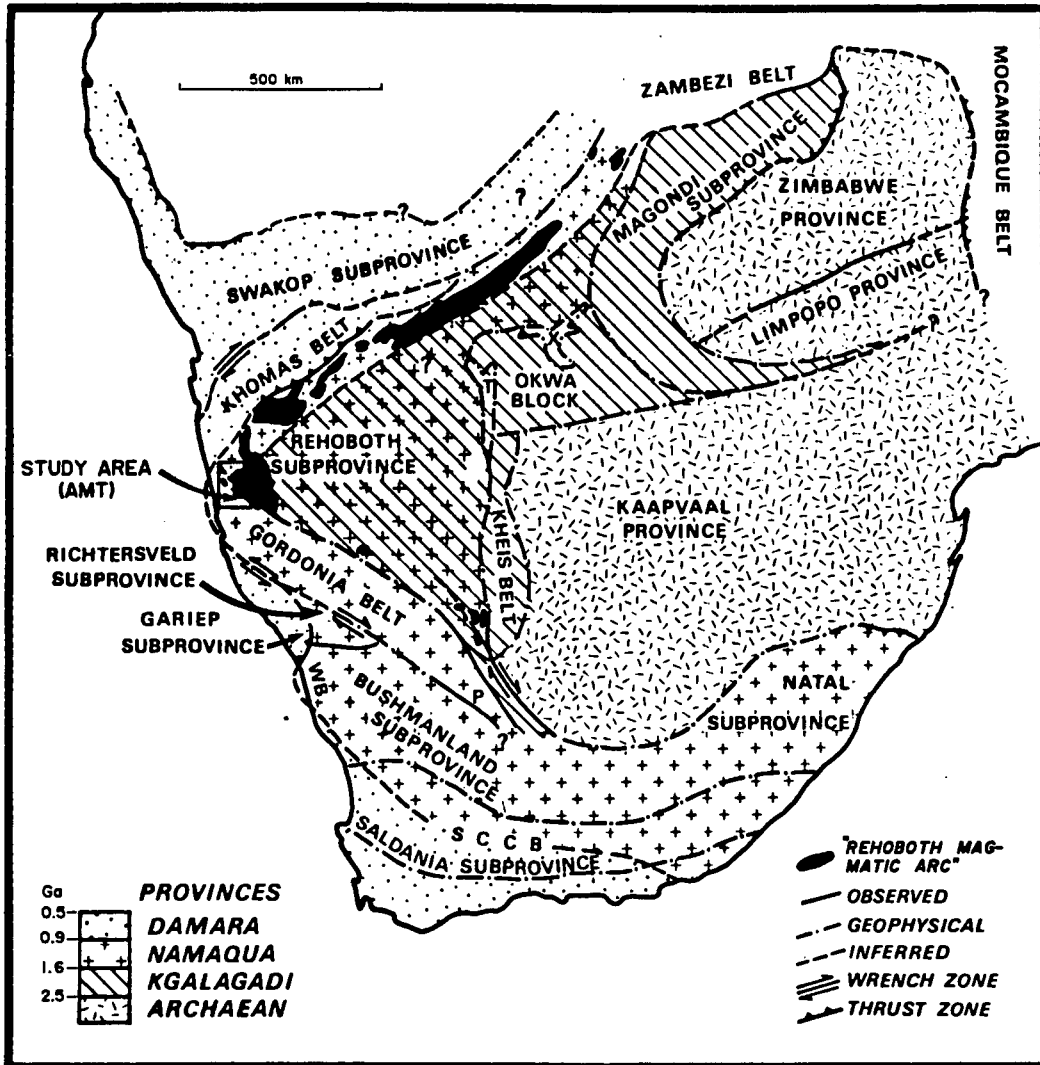 500 km
ZAMBEZI BELT
MOCAMBIQUE BELT
MAGONDI
SUBPROVINCE
ZIMBABWE
PROVINCE
?
?
SWAKOP SUBPROVINCE
LIMPOPO PROVINCE
?
?
KHOMAS BELT
?
OKWA
BLOCK
REHOBOTH
SUBPROVINCE
STUDY AREA
(AMT)
KAAPVAAL
PROVINCE
KHEIS BELT
GORDONIA BELT
RICHTERSVELD
SUBPROVINCE
GARIEP
SUBPROVINCE
WB
BUSHMANLAND
SUBPROVINCE
?
?
NATAL
SUBPROVINCE
S C C B
SALDANIA SUBPROVINCE
Ga
PROVINCES
0.5
DAMARA
0.9
NAMAQUA
1.6
KGALAGADI
2.5
ARCHAEAN
"REHOBOTH MAG-
MATIC ARC"
OBSERVED
GEOPHYSICAL
INFERRED
WRENCH ZONE
THRUST ZONE